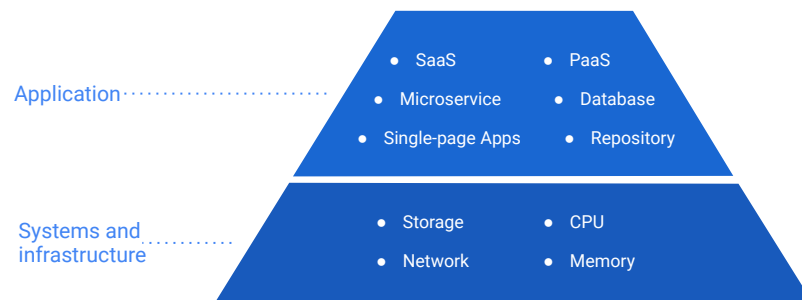 SaaS
PaaS
Application
Microservice
Database
Single-page Apps
Repository
Systems and
infrastructure
Storage
CPU
Network
Memory